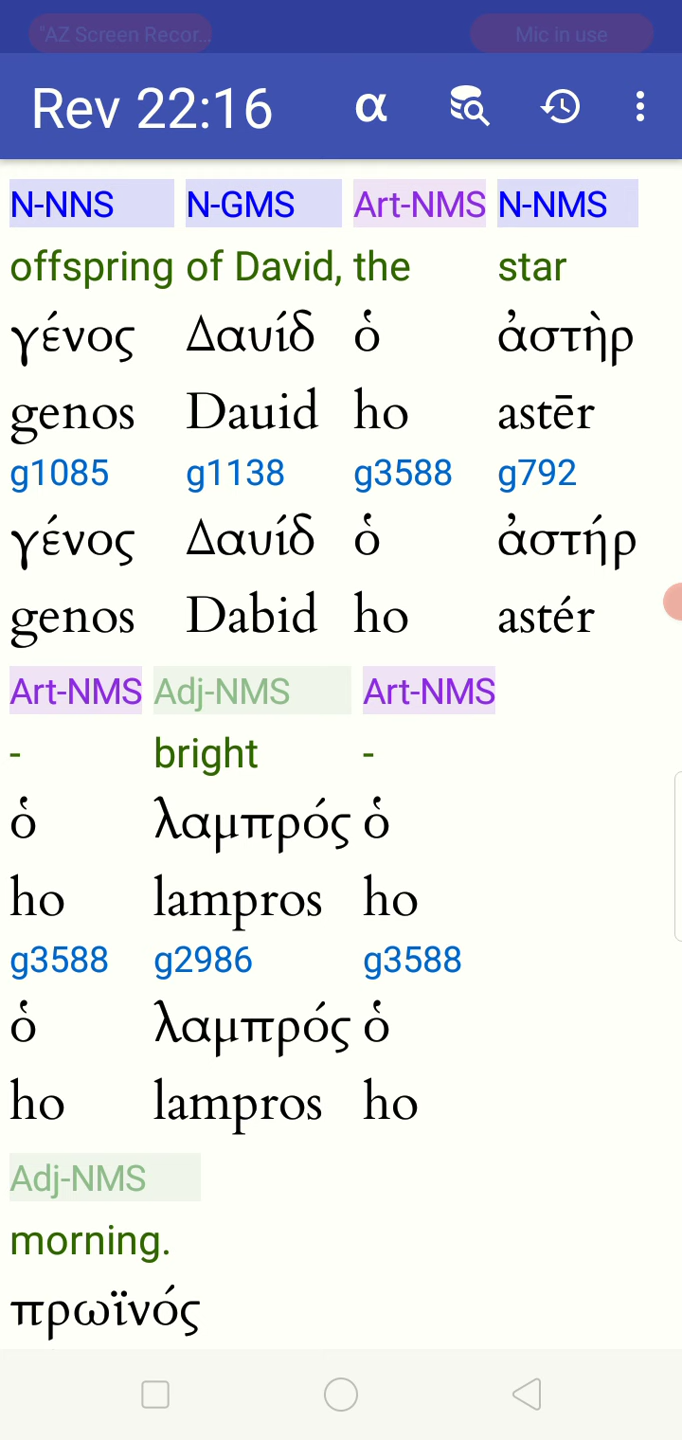 "AZ Screen Recor... Mic in use
Rev 22:16 α
N-NNS N-GMS Art-NMS N-NMS
offspring of David, the star
γένος Δαυίδ ὁ ἀστὴρ
genos Dauid ho astēr
g1085 g1138 g3588 g792
γένος Δαυίδ ὁ ἀστήρ
genos Dabid ho astér
Art-NMS Adj-NMS Art-NMS
- bright -
ὁ λαμπρός ὁ
ho lampros ho
g3588 g2986 g3588
ὁ λαμπρός ὁ
ho lampros ho
Adj-NMS
morning.
πρωϊνός